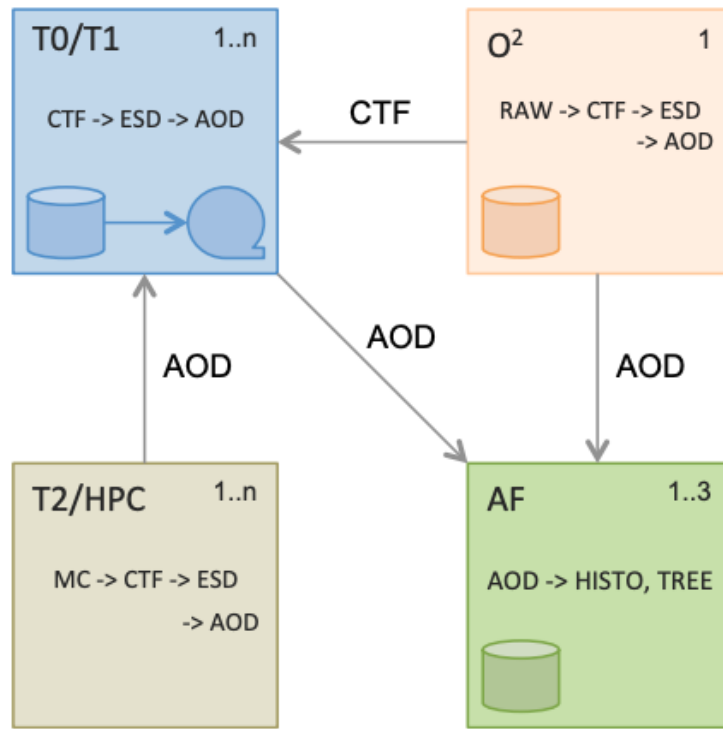 T0/T1 1..n
CTF -> ESD -> AOD
CTF
O² 1
RAW -> CTF -> ESD
-> AOD
AOD
AOD
AOD
T2/HPC 1..n
MC -> CTF -> ESD
-> AOD
AF 1..3
AOD -> HISTO, TREE